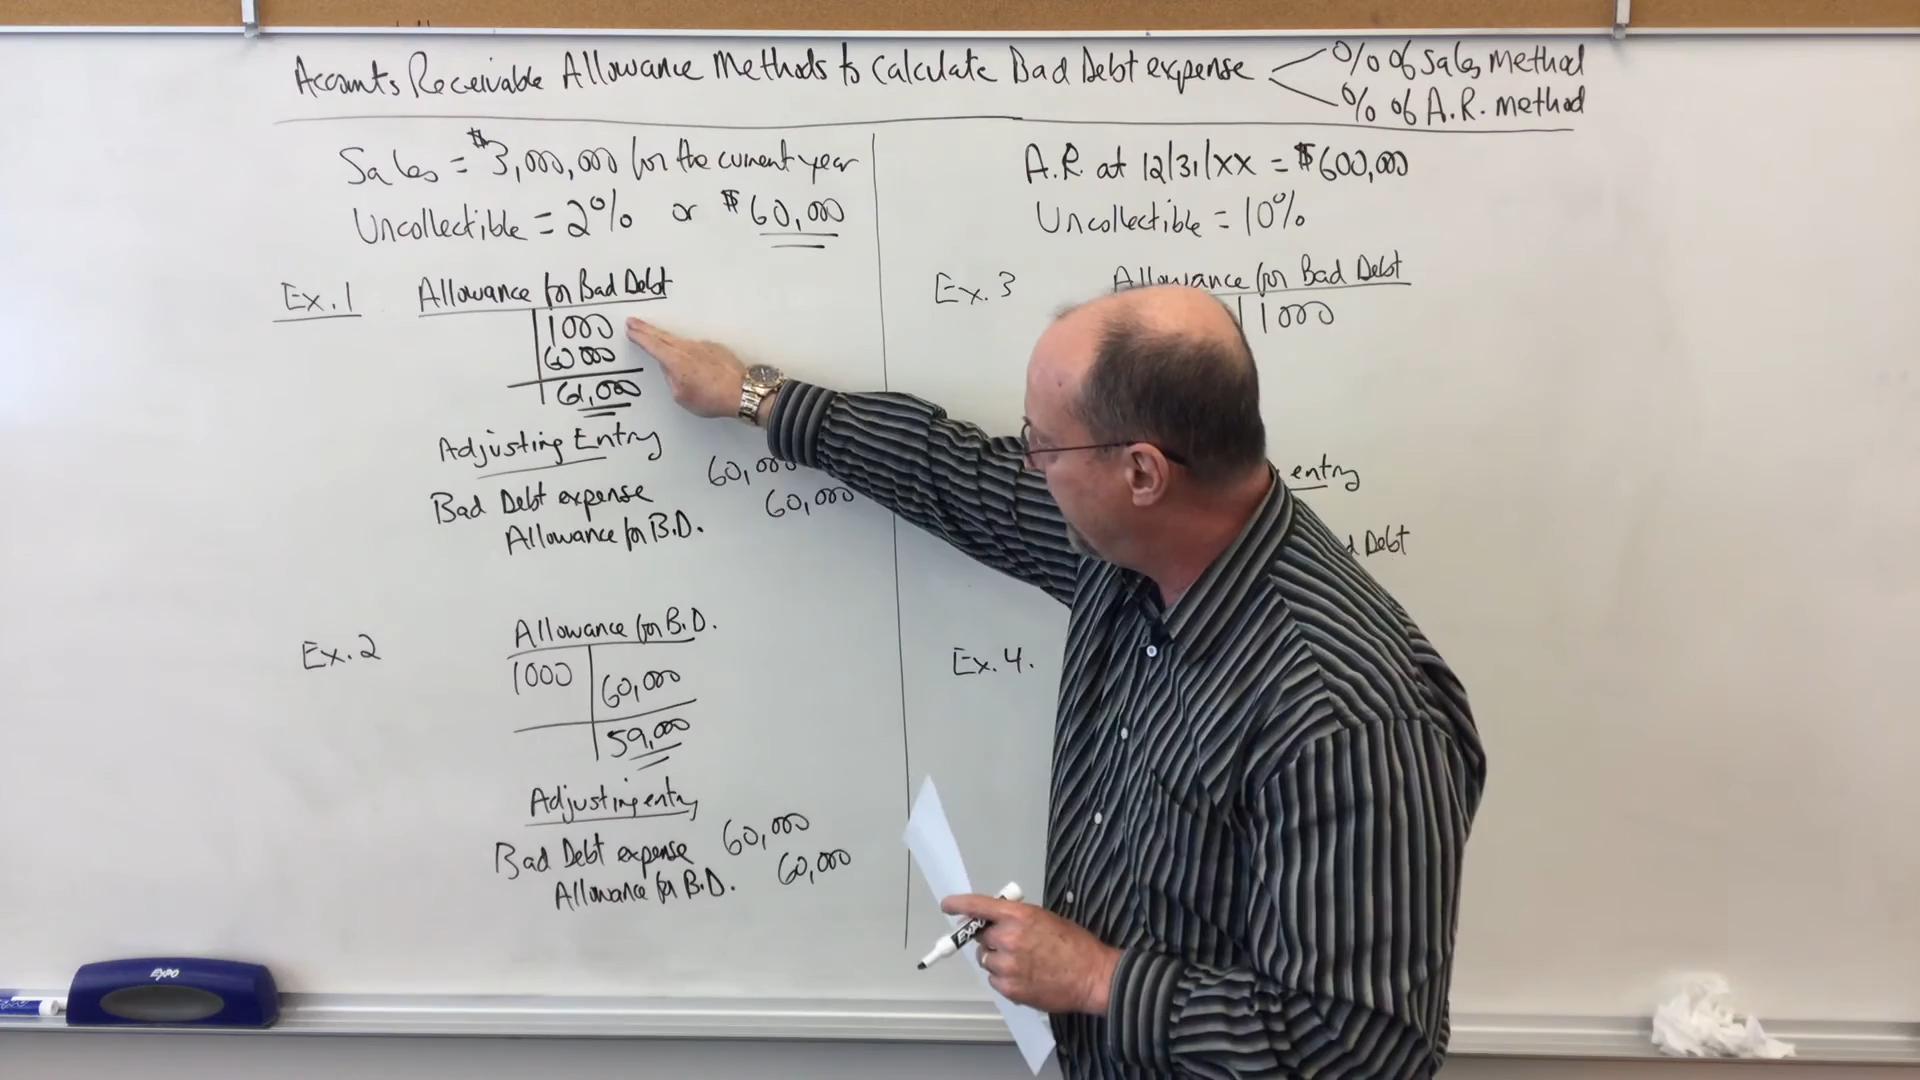 Accounts Receivable Allowance Methods to Calculate Bad Debt expense
% of Sales method
% of A.R. method
Sales = $3,000,000 for the current year
Uncollectible = 2% or $60,000
Ex. 1 Allowance for Bad Debt
1000
60000
61,000
Adjusting Entry
Bad Debt expense 60,000
Allowance for B.D. 60,000
Ex. 2 Allowance for B.D.
1000 60,000
59,000
Adjusting entry
Bad Debt expense 60,000
Allowance for B.D. 60,000
A.R. at 12/31/XX = $600,000
Uncollectible = 10%
Ex. 3 Allowance for Bad Debt
1000
entry
Debt
Ex. 4.
EXPO
EXPO